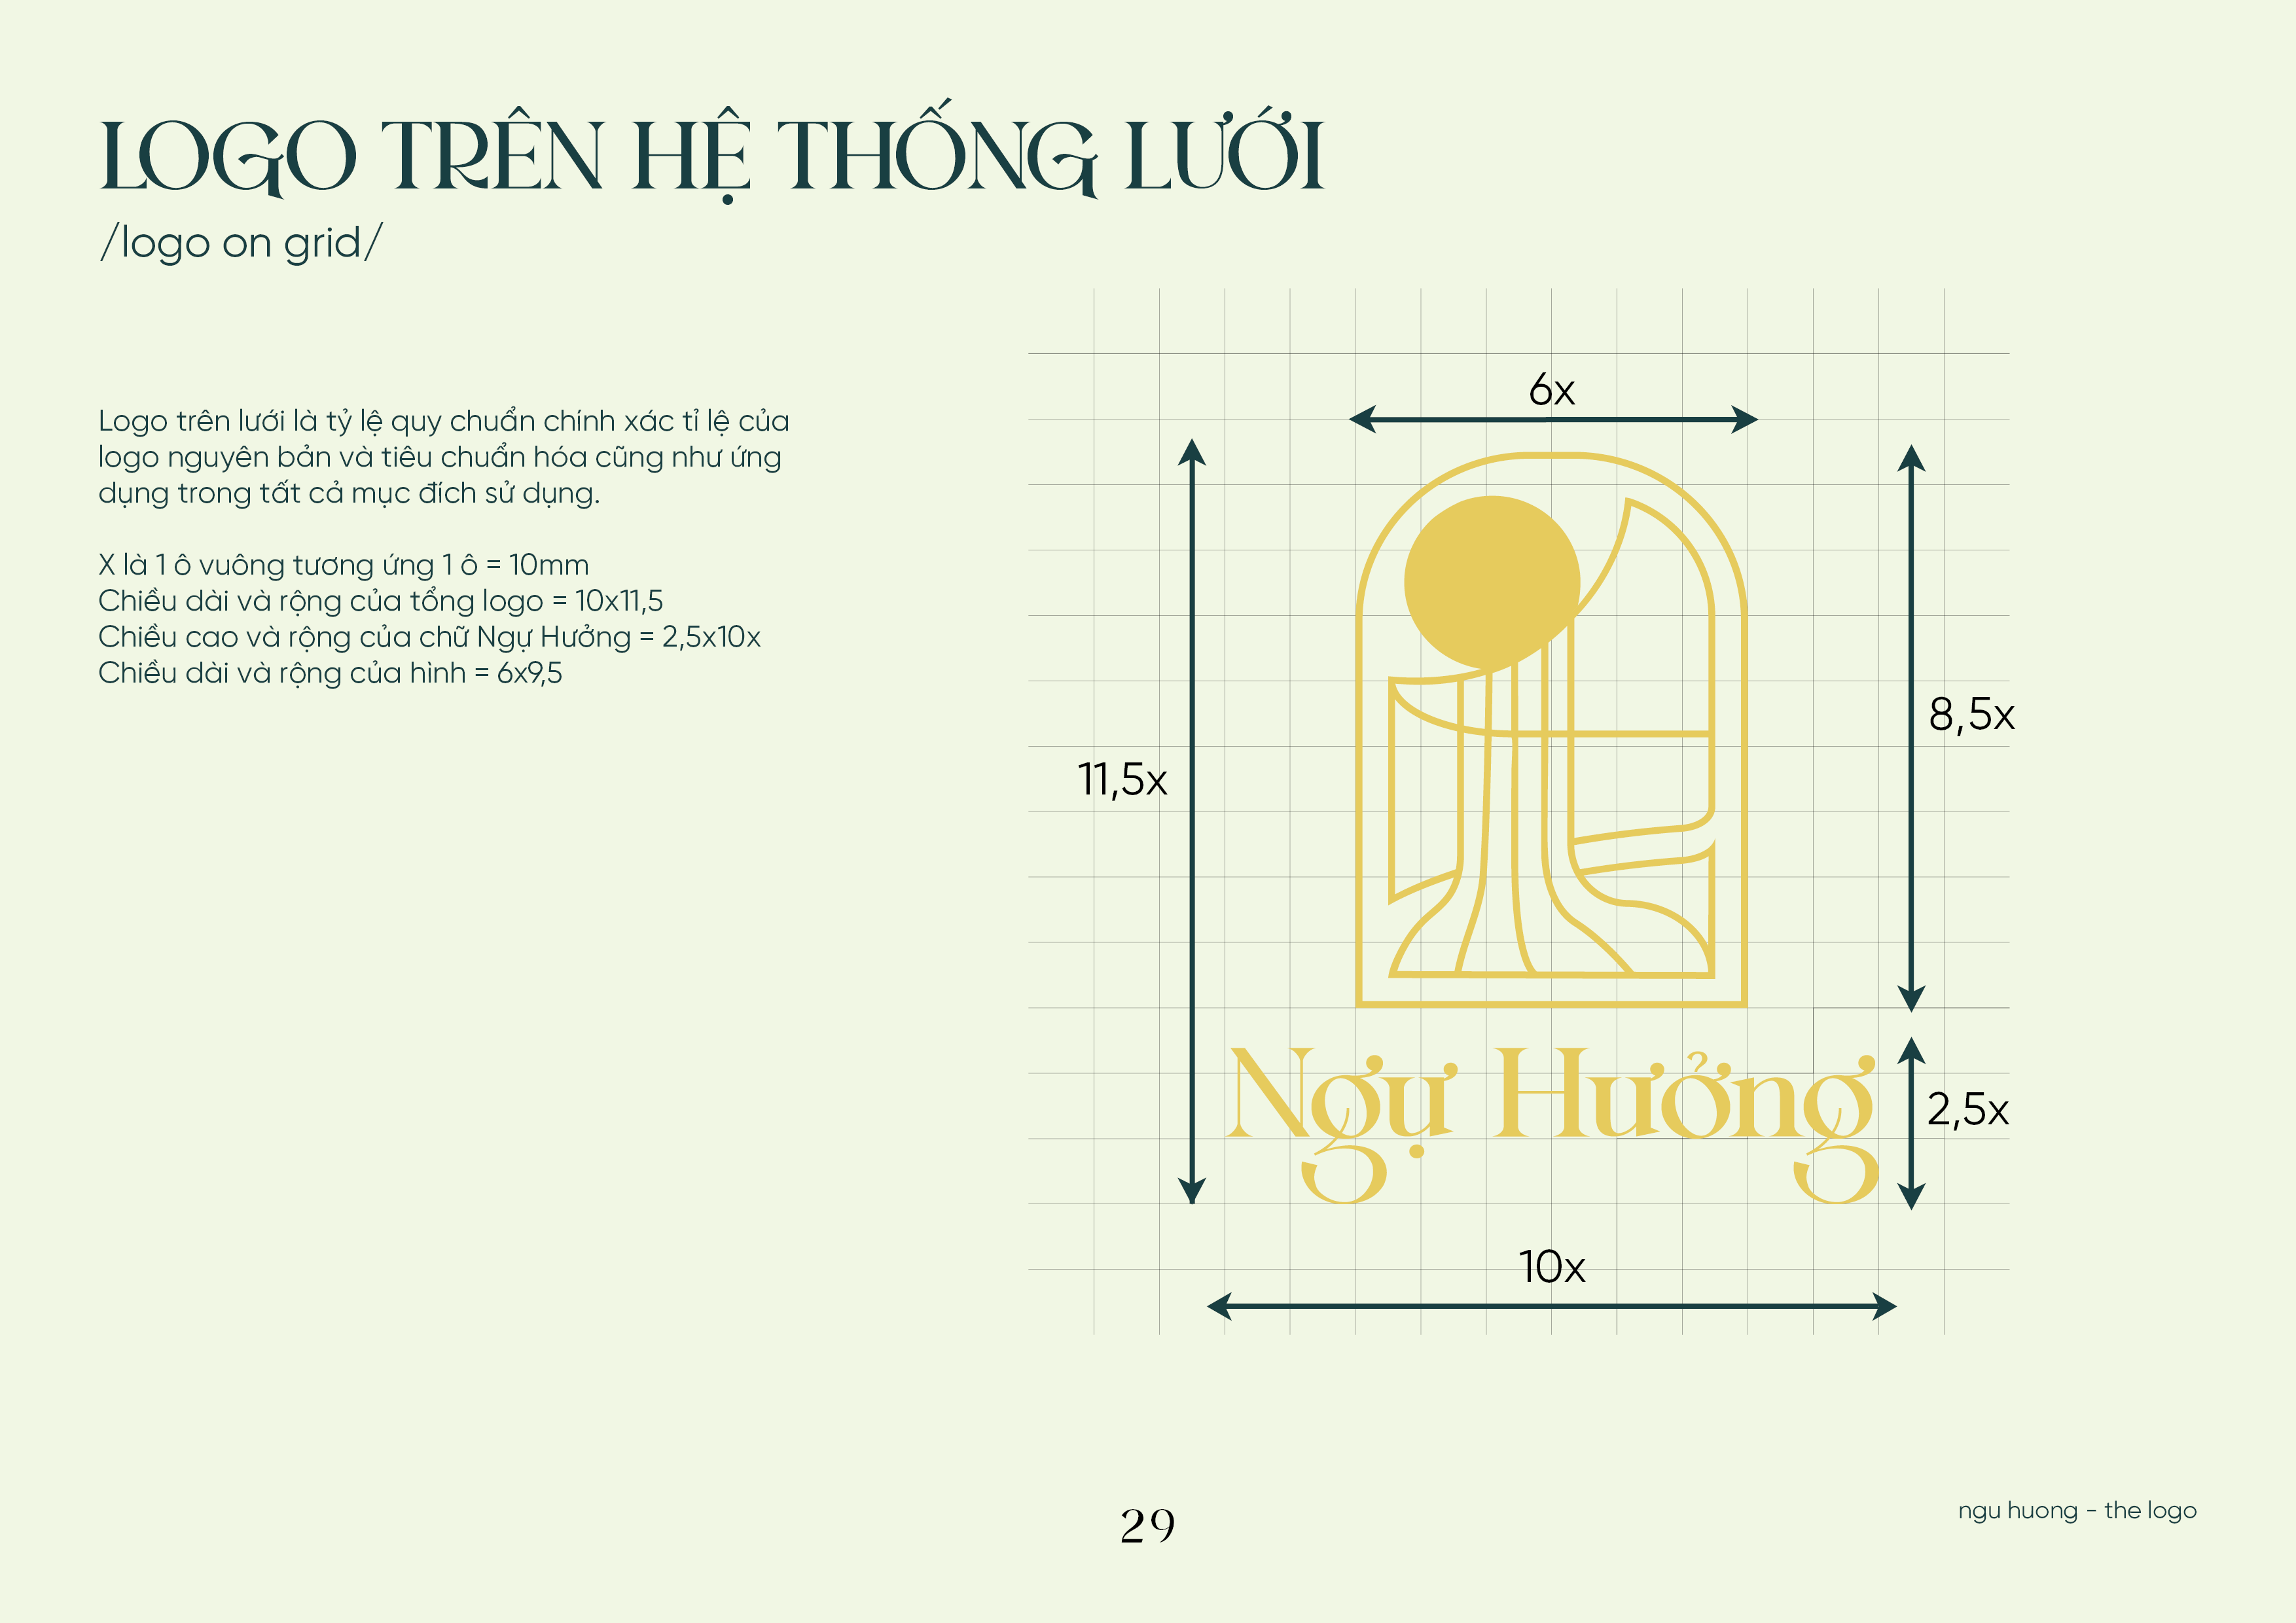 LOGO TRÊN HỆ THỐNG LƯỚI
/logo on grid/
Logo trên lưới là tỷ lệ quy chuẩn chính xác tỉ lệ của
logo nguyên bản và tiêu chuẩn hóa cũng như ứng
dụng trong tất cả mục đích sử dụng.
X là 1 ô vuông tương ứng 1 ô = 10mm
Chiều dài và rộng của tổng logo = 10x11,5
Chiều cao và rộng của chữ Ngự Hưởng = 2,5x10x
Chiều dài và rộng của hình = 6x9,5
6x
8,5x
11,5x
Ngự Hưởng
2,5x
10x
29
ngu huong - the logo